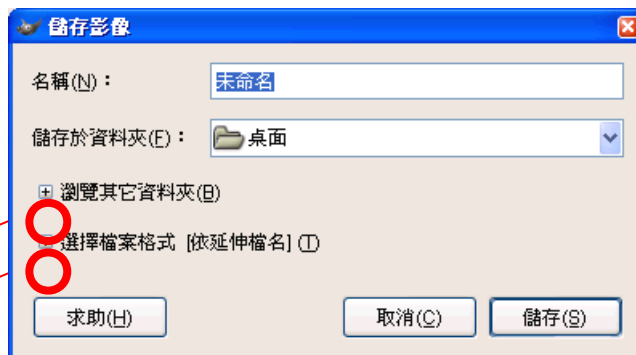 儲存影像
名稱(N)：
未命名
儲存於資料夾(F)：
桌面
瀏覽其它資料夾(B)
選擇檔案格式 [依延伸檔名] (T)
求助(H)
取消(C)
儲存(S)